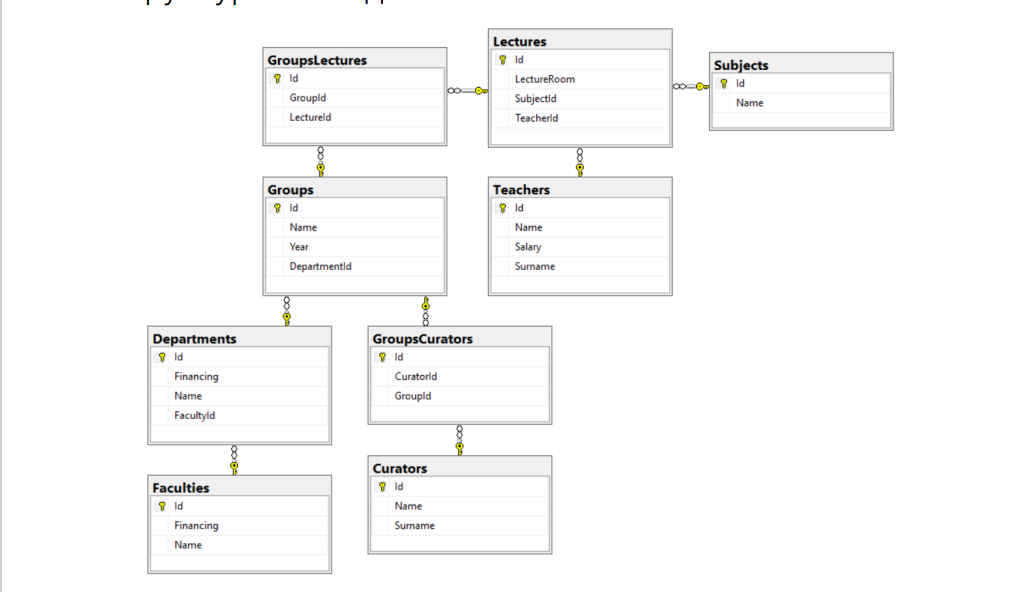 GroupsLectures
Id
GroupId
LectureId
Lectures
Id
LectureRoom
SubjectId
TeacherId
Subjects
Id
Name
Groups
Id
Name
Year
DepartmentId
Teachers
Id
Name
Salary
Surname
Departments
Id
Financing
Name
FacultyId
GroupsCurators
Id
CuratorId
GroupId
Faculties
Id
Financing
Name
Curators
Id
Name
Surname